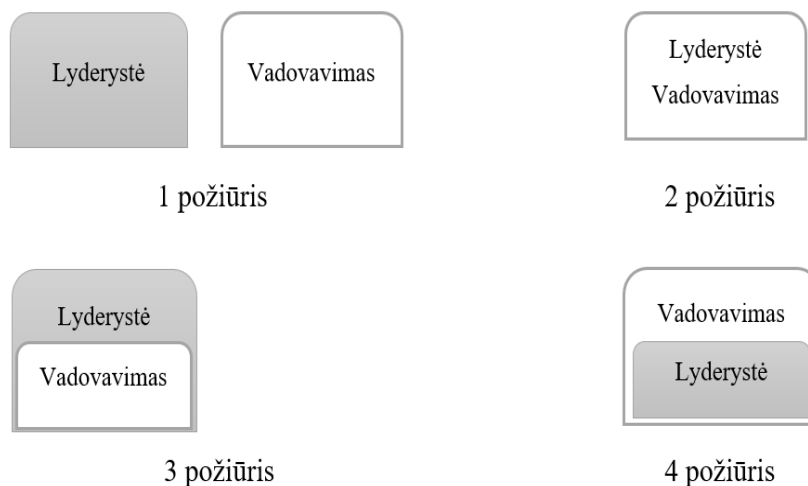 Lyderystė
Vadovavimas
1 požiūris
Lyderystė
Vadovavimas
2 požiūris
Lyderystė
Vadovavimas
3 požiūris
Vadovavimas
Lyderystė
4 požiūris